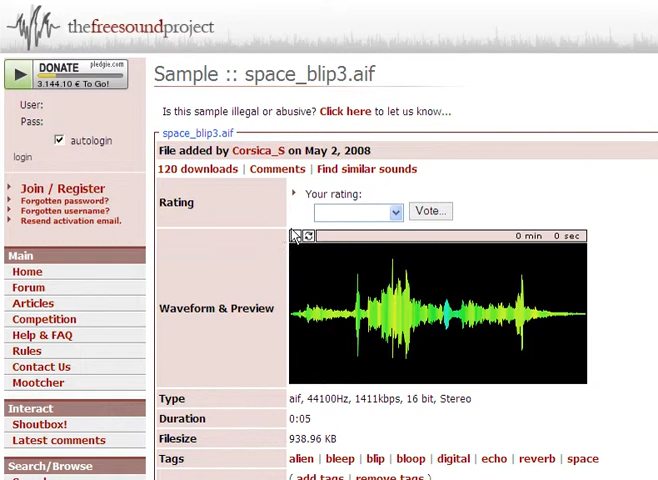 thefreesoundproject
DONATE pledgie.com
3.144.10 € To Go!
User:
Pass:
autologin
login
Join / Register
Forgotten password?
Forgotten username?
Resend activation email.
Main
Home
Forum
Articles
Competition
Help & FAQ
Rules
Contact Us
Mootcher
Interact
Shoutbox!
Latest comments
Search/Browse
Sample :: space_blip3.aif
Is this sample illegal or abusive? Click here to let us know...
space_blip3.aif
File added by Corsica_S on May 2, 2008
120 downloads | Comments | Find similar sounds
Rating
Your rating:
Vote...
Waveform & Preview
0 min 0 sec
Type
aif, 44100Hz, 1411kbps, 16 bit, Stereo
Duration
0:05
Filesize
938.96 KB
Tags
alien | bleep | blip | bloop | digital | echo | reverb | space
( add tags | remove tags )